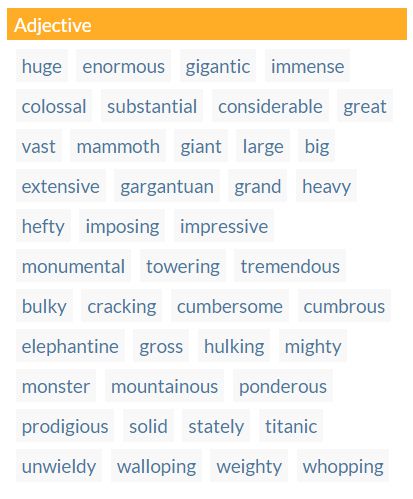 Adjective
huge enormous gigantic immense
colossal substantial considerable great
vast mammoth giant large big
extensive gargantuan grand heavy
hefty imposing impressive
monumental towering tremendous
bulky cracking cumbersome cumbrous
elephantine gross hulking mighty
monster mountainous ponderous
prodigious solid stately titanic
unwieldy walloping weighty whopping